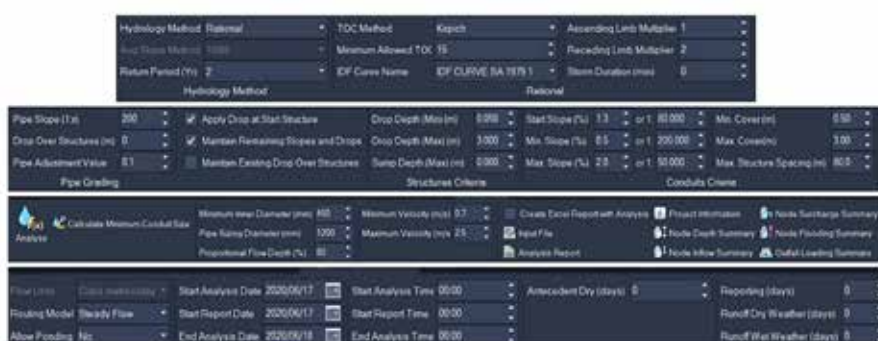 Hydrology Method Rational TOC Method Kirpich Ascending Limb Multiplier 1
Avg Slope Method 1085 Minimum Allowed TOC 15 Receding Limb Multiplier 2
Return Period (Yr) 2 IDF Curve Name IDF CURVE SA 1979 1 Storm Duration (min) 0
Hydrology Method Rational
Pipe Slope (1:n) 200 Apply Drop at Start Structure Drop Depth (Min) (m) 0.050 Start Slope (%) 1.3 or 1: 80.000 Min. Cover(m) 0.50
Drop Over Structures (m) 0 Maintain Remaining Slopes and Drops Drop Depth (Max) (m) 3.000 Min. Slope (%) 0.5 or 1: 200.000 Max. Cover(m) 3.00
Pipe Adjustment Value 0.1 Maintain Existing Drop Over Structures Sump Depth (Max) (m) 0.000 Max. Slope (%) 2.0 or 1: 50.000 Max. Structure Spacing (m) 80.0
Pipe Grading Structures Criteria Conduits Criteria
Analyse Calculate Minimum Conduit Size Minimum Inner Diameter (mm) 450 Minimum Velocity (m/s) 0.7 Create Excel Report with Analysis Project Information Node Surcharge Summary
Pipe Sizing Diameter (mm) 1200 Maximum Velocity (m/s) 2.5 Input File Node Depth Summary Node Flooding Summary
Proportional Flow Depth (%) 80 Analysis Report Node Inflow Summary Outfall Loading Summary
Flow Units Start Analysis Date 2020/06/17 Start Analysis Time 00:00 Antecedent Dry (days) 0 Reporting (days) 0
Routing Model Steady Flow Start Report Date 2020/06/17 Start Report Time 00:00 Runoff Dry Weather (days) 0
Allow Ponding No End Analysis Date 2020/06/18 End Analysis Time 00:00 Runoff Wet Weather (days) 0